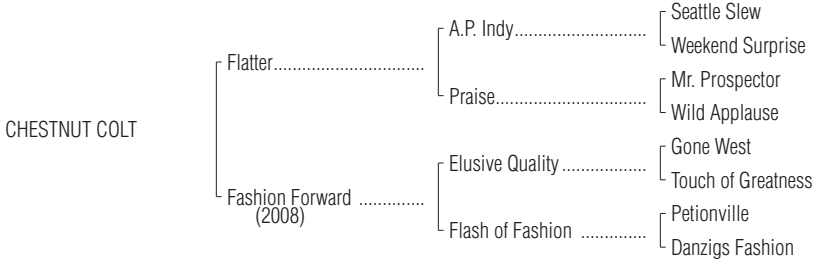 Seattle Slew
A.P. Indy..............................
Weekend Surprise
Flatter..................................
Mr. Prospector
Praise..................................
Wild Applause
CHESTNUT COLT
Gone West
Elusive Quality...................
Touch of Greatness
Fashion Forward ...............
(2008)
Petionville
Flash of Fashion ...............
Danzigs Fashion